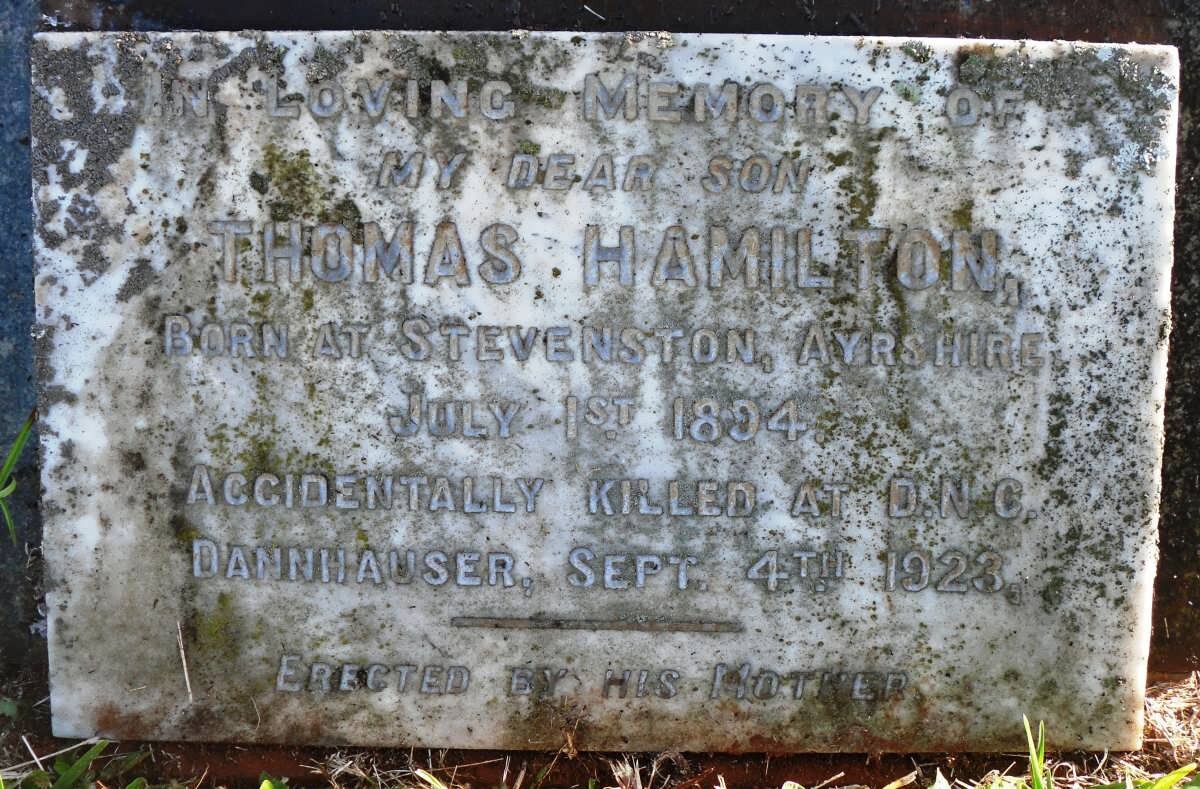 In Loving Memory of
MY DEAR SON
THOMAS HAMILTON,
Born at Stevenston, Ayrshire
July 1st 1894.
Accidentally killed at D.N.C.
Dannhauser, Sept. 4th 1923.
Erected by his Mother